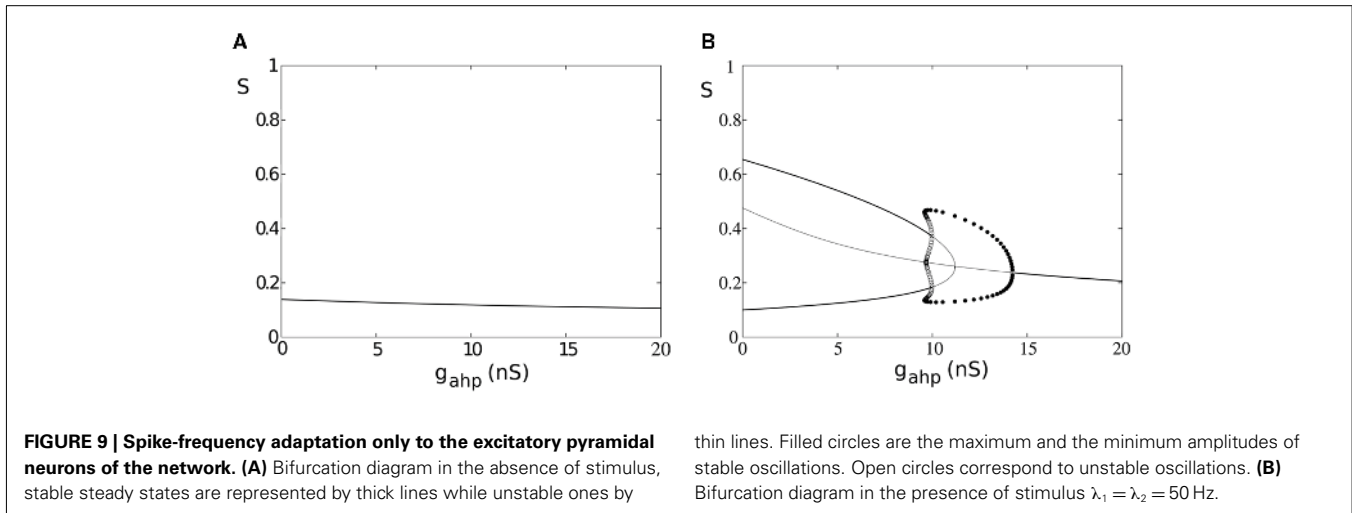 A
1
S
0.8
0.6
0.4
0.2
0
0 5 10 15 20
g_ahp (nS)
B
1
S
0.8
0.6
0.4
0.2
0
0 5 10 15 20
g_ahp (nS)
FIGURE 9 | Spike-frequency adaptation only to the excitatory pyramidal
neurons of the network. (A) Bifurcation diagram in the absence of stimulus,
stable steady states are represented by thick lines while unstable ones by
thin lines. Filled circles are the maximum and the minimum amplitudes of
stable oscillations. Open circles correspond to unstable oscillations. (B)
Bifurcation diagram in the presence of stimulus λ₁ = λ₂ = 50 Hz.